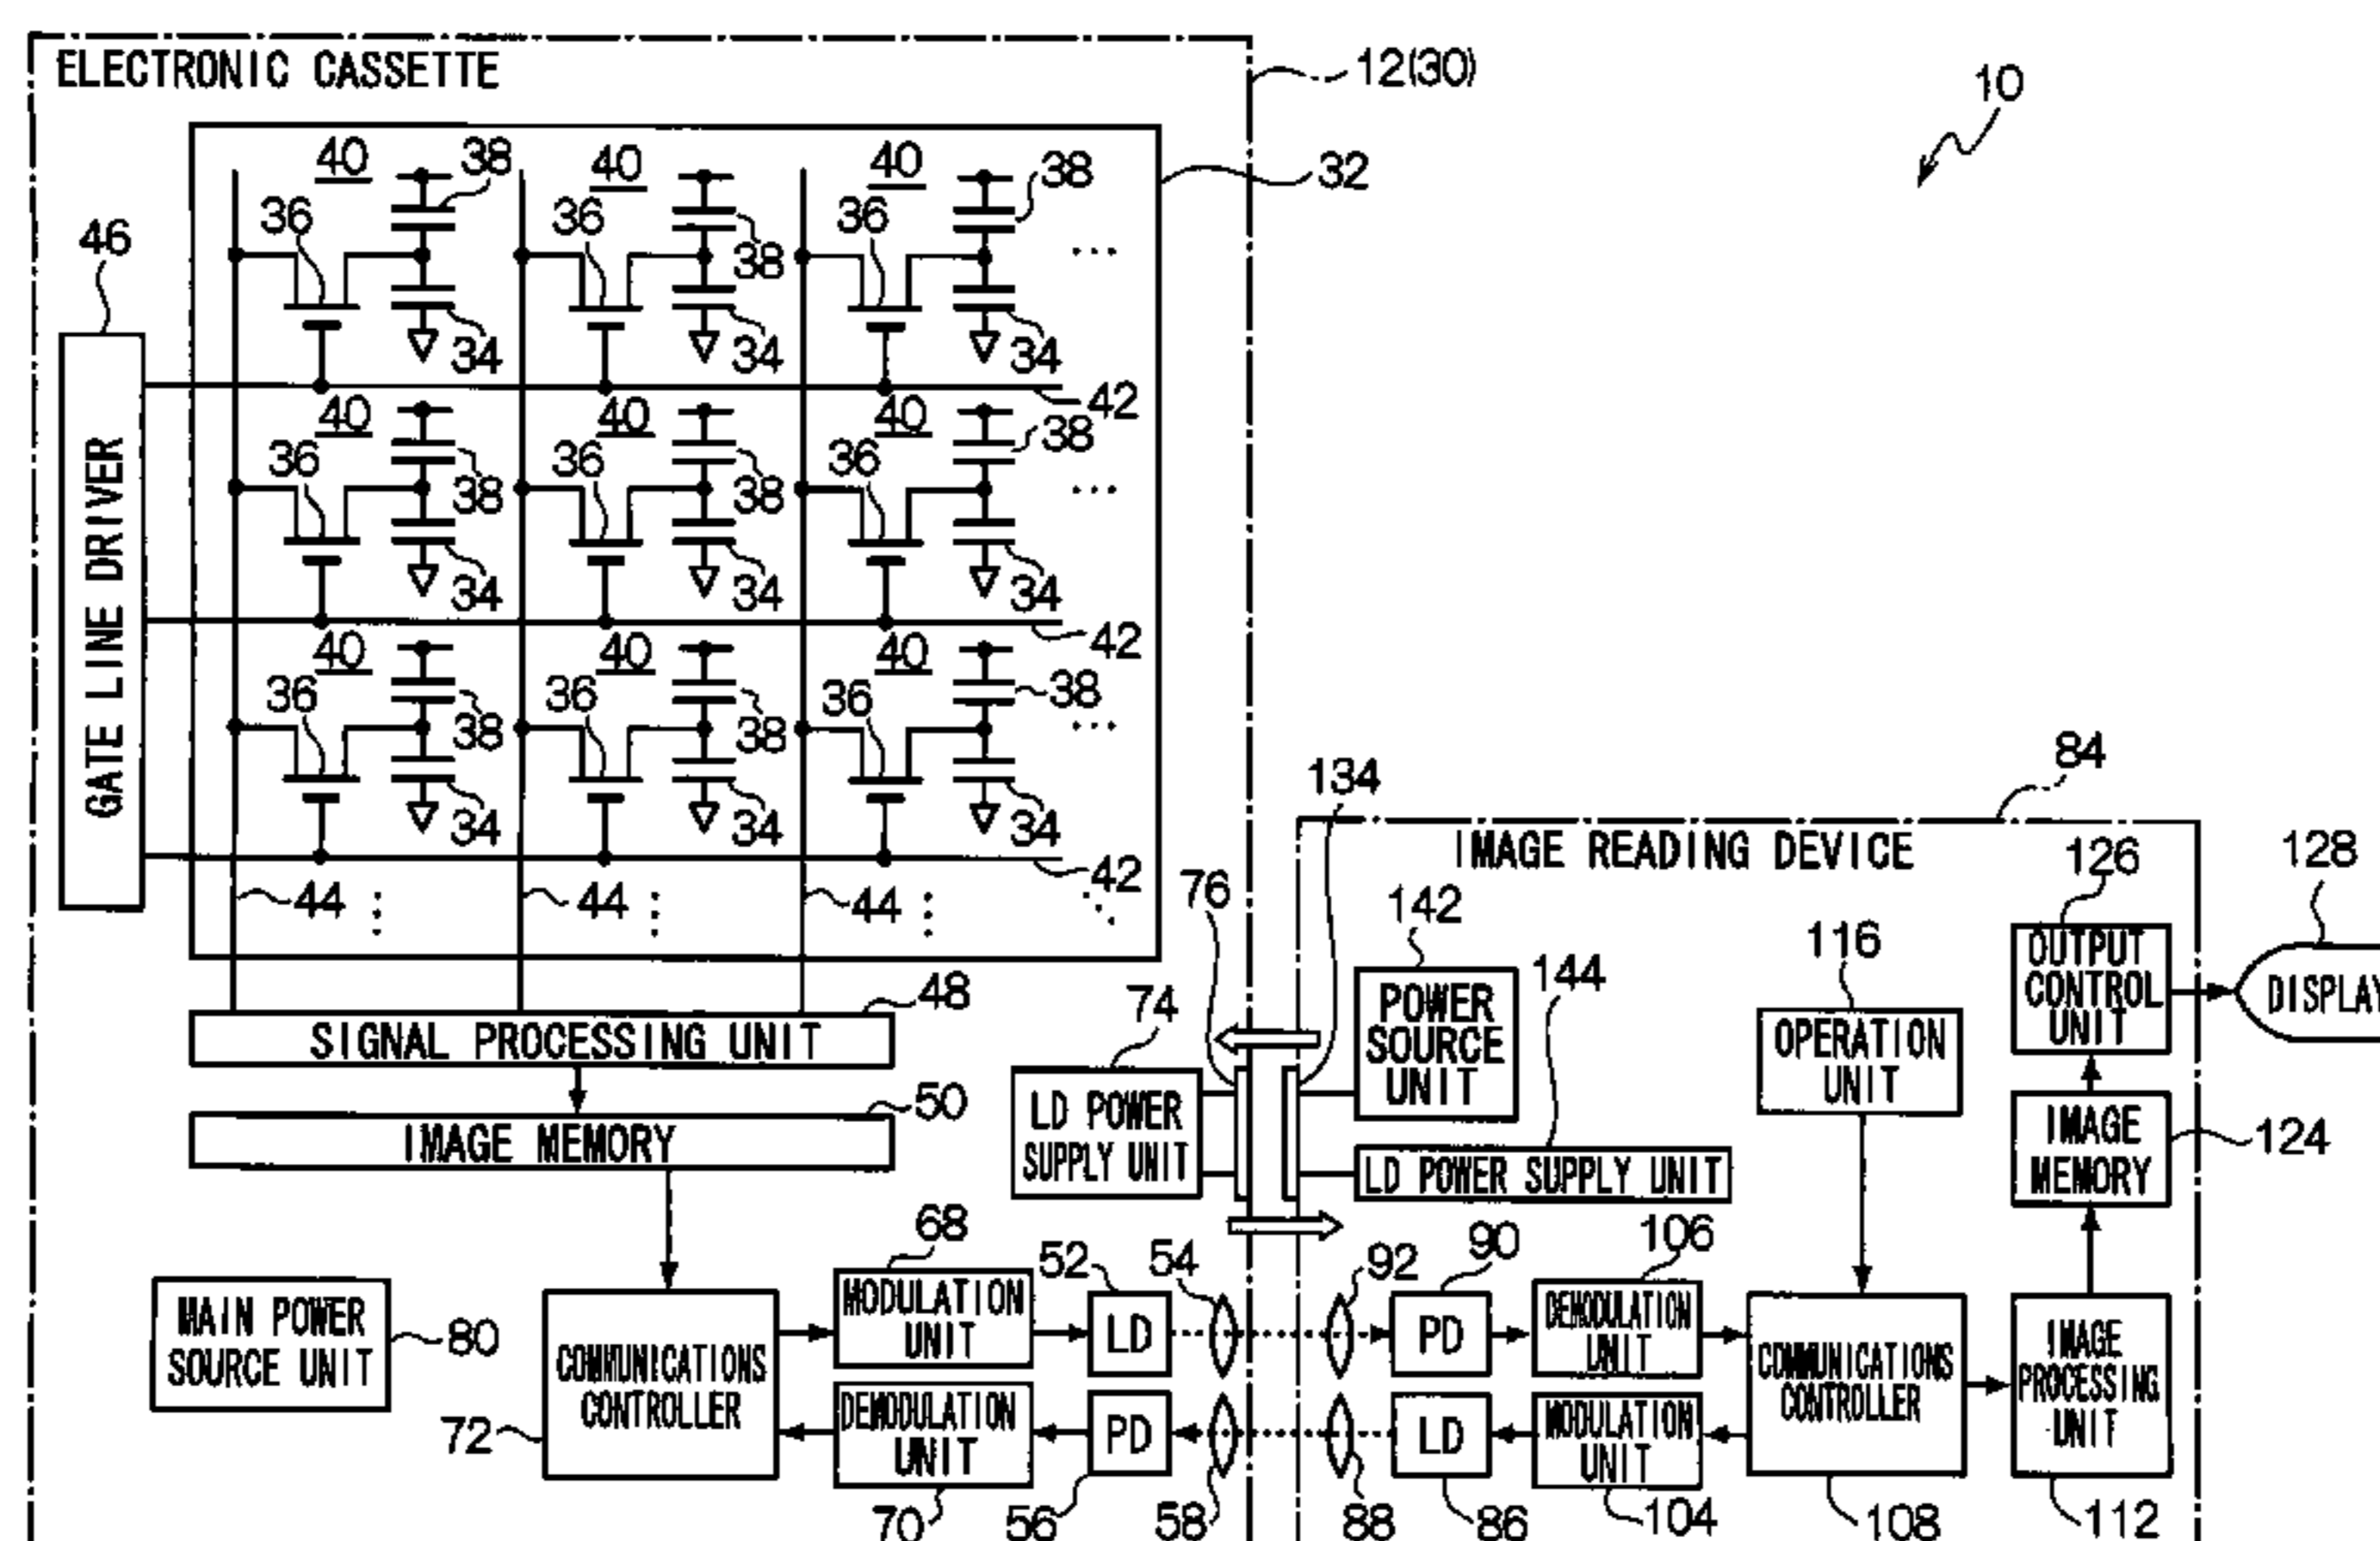 ELECTRONIC CASSETTE
12(30)
10
40 38 40 40 38 32
36 36 38 36
46
34 34 34
42
40 40 40 38
36 38 36 38 36
34 34 34
42
40 40 40
36 38 36 38 36 38
34 34 34
42
GATE LINE DRIVER
44 44 44
48
SIGNAL PROCESSING UNIT
50
IMAGE MEMORY
MAIN POWER
SOURCE UNIT
80
COMMUNICATIONS
CONTROLLER
72
68
MODULATION
UNIT
DEMODULATION
UNIT
70
52
LD
PD
56
54
58
74
LD POWER
SUPPLY UNIT
76
134
84
IMAGE READING DEVICE
142
POWER
SOURCE
UNIT
144
LD POWER SUPPLY UNIT
92
88
90
PD
LD
86
106
DEMODULATION
UNIT
MODULATION
UNIT
104
116
OPERATION
UNIT
COMMUNICATIONS
CONTROLLER
108
126
OUTPUT
CONTROL
UNIT
128
DISPLAY
IMAGE
MEMORY
124
IMAGE
PROCESSING
UNIT
112